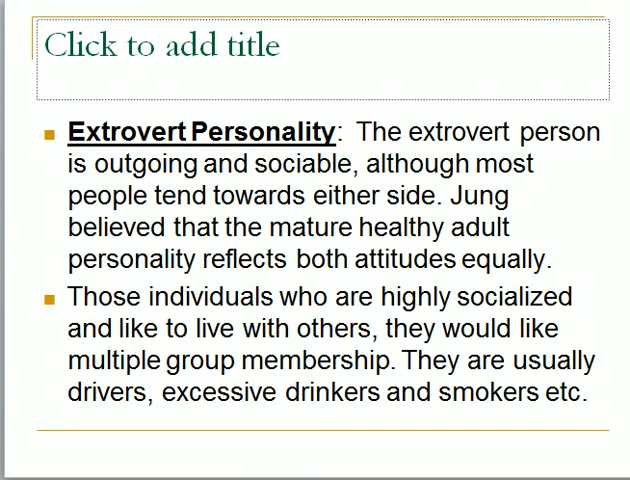 Click to add title
Extrovert Personality: The extrovert person
is outgoing and sociable, although most
people tend towards either side. Jung
believed that the mature healthy adult
personality reflects both attitudes equally.
Those individuals who are highly socialized
and like to live with others, they would like
multiple group membership. They are usually
drivers, excessive drinkers and smokers etc.